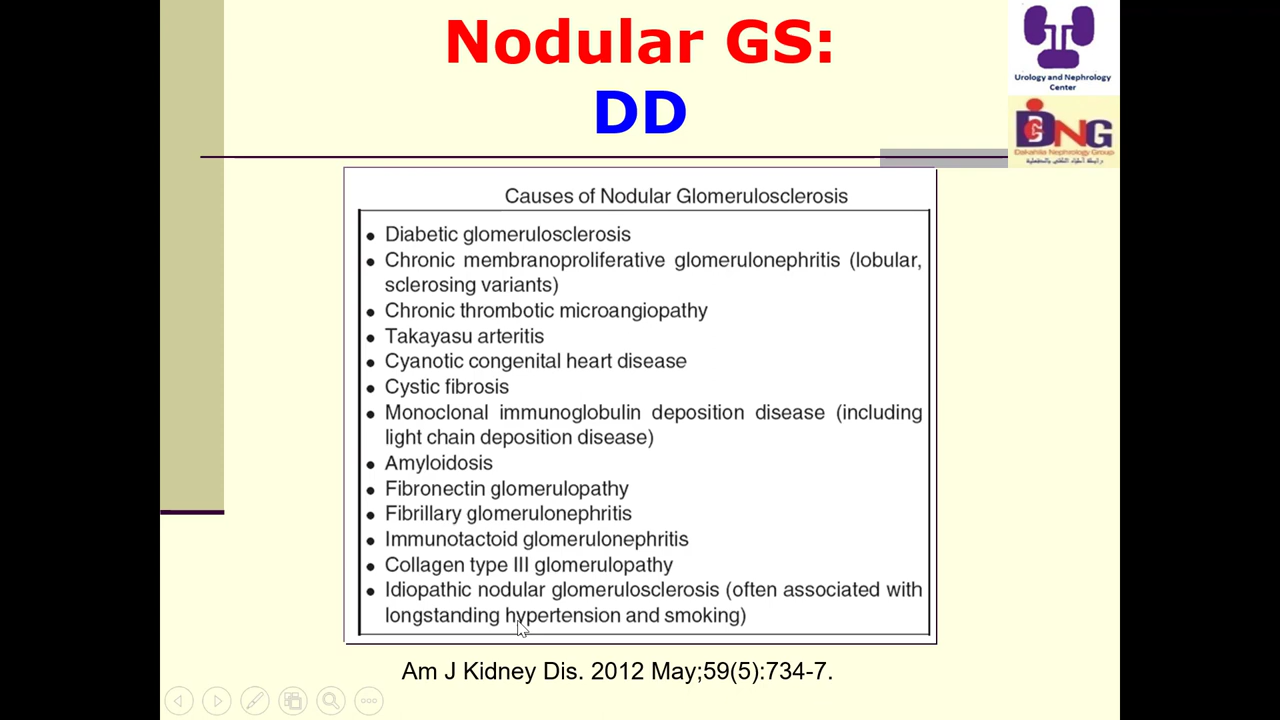 Nodular GS:
DD
Urology and Nephrology
Center
DNG
Dakahlia Nephrology Group
Causes of Nodular Glomerulosclerosis
• Diabetic glomerulosclerosis
• Chronic membranoproliferative glomerulonephritis (lobular,
sclerosing variants)
• Chronic thrombotic microangiopathy
• Takayasu arteritis
• Cyanotic congenital heart disease
• Cystic fibrosis
• Monoclonal immunoglobulin deposition disease (including
light chain deposition disease)
• Amyloidosis
• Fibronectin glomerulopathy
• Fibrillary glomerulonephritis
• Immunotactoid glomerulonephritis
• Collagen type III glomerulopathy
• Idiopathic nodular glomerulosclerosis (often associated with
longstanding hypertension and smoking)
Am J Kidney Dis. 2012 May;59(5):734-7.